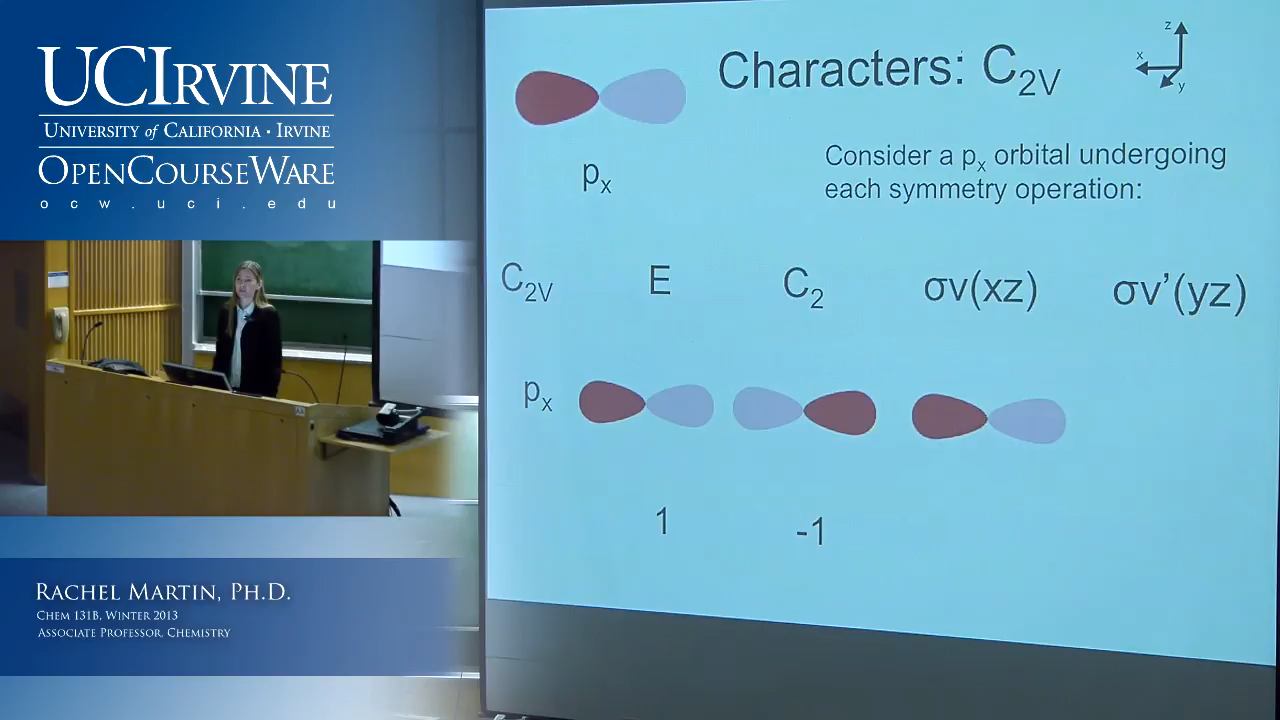 UCIRVINE
UNIVERSITY of CALIFORNIA · IRVINE
OPENCOURSEWARE
ocw.uci.edu
RACHEL MARTIN, PH.D.
CHEM 131B, WINTER 2013
ASSOCIATE PROFESSOR, CHEMISTRY
Characters: C2V
z
x
y
px
Consider a px orbital undergoing
each symmetry operation:
C2V E C2 σv(xz) σv’(yz)
px
1 -1